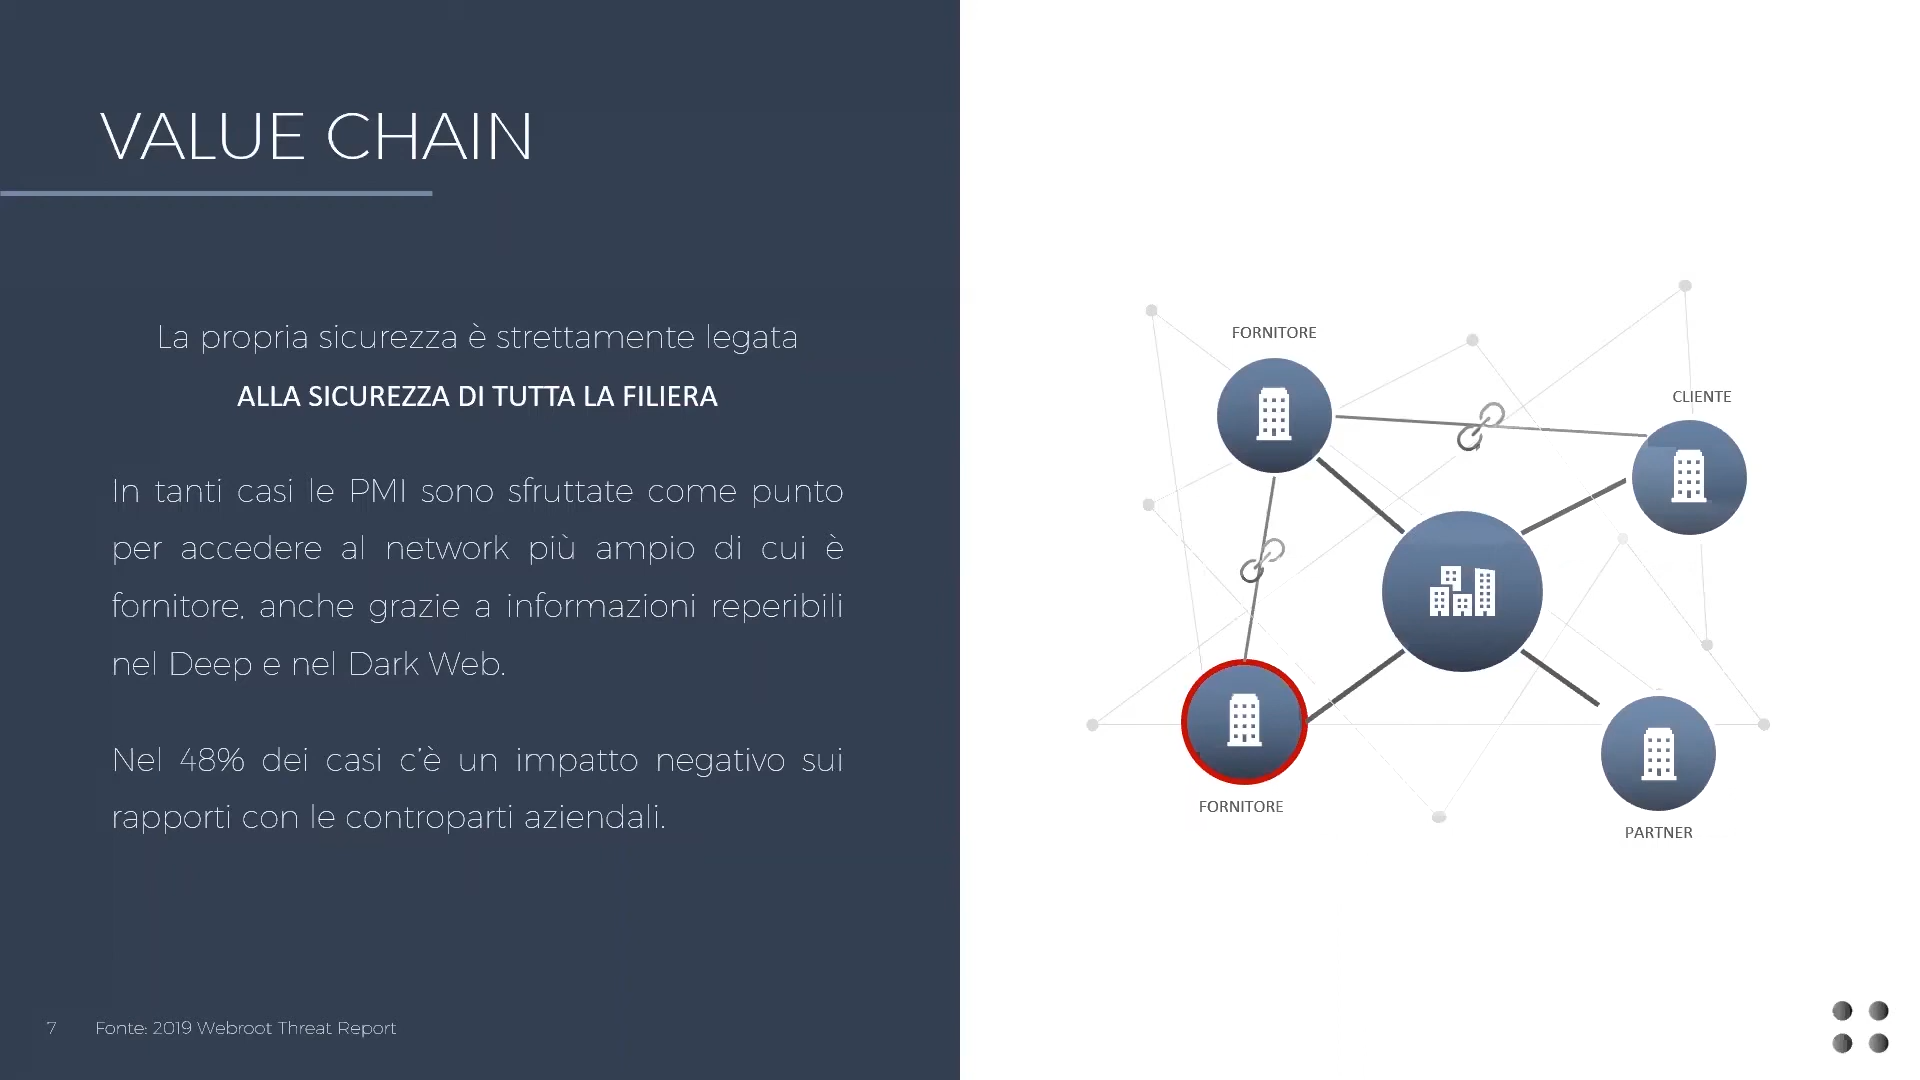 VALUE CHAIN
La propria sicurezza è strettamente legata
ALLA SICUREZZA DI TUTTA LA FILIERA
In tanti casi le PMI sono sfruttate come punto
per accedere al network più ampio di cui è
fornitore, anche grazie a informazioni reperibili
nel Deep e nel Dark Web.
Nel 48% dei casi c'è un impatto negativo sui
rapporti con le controparti aziendali.
7 Fonte: 2019 Webroot Threat Report
FORNITORE
CLIENTE
FORNITORE
PARTNER